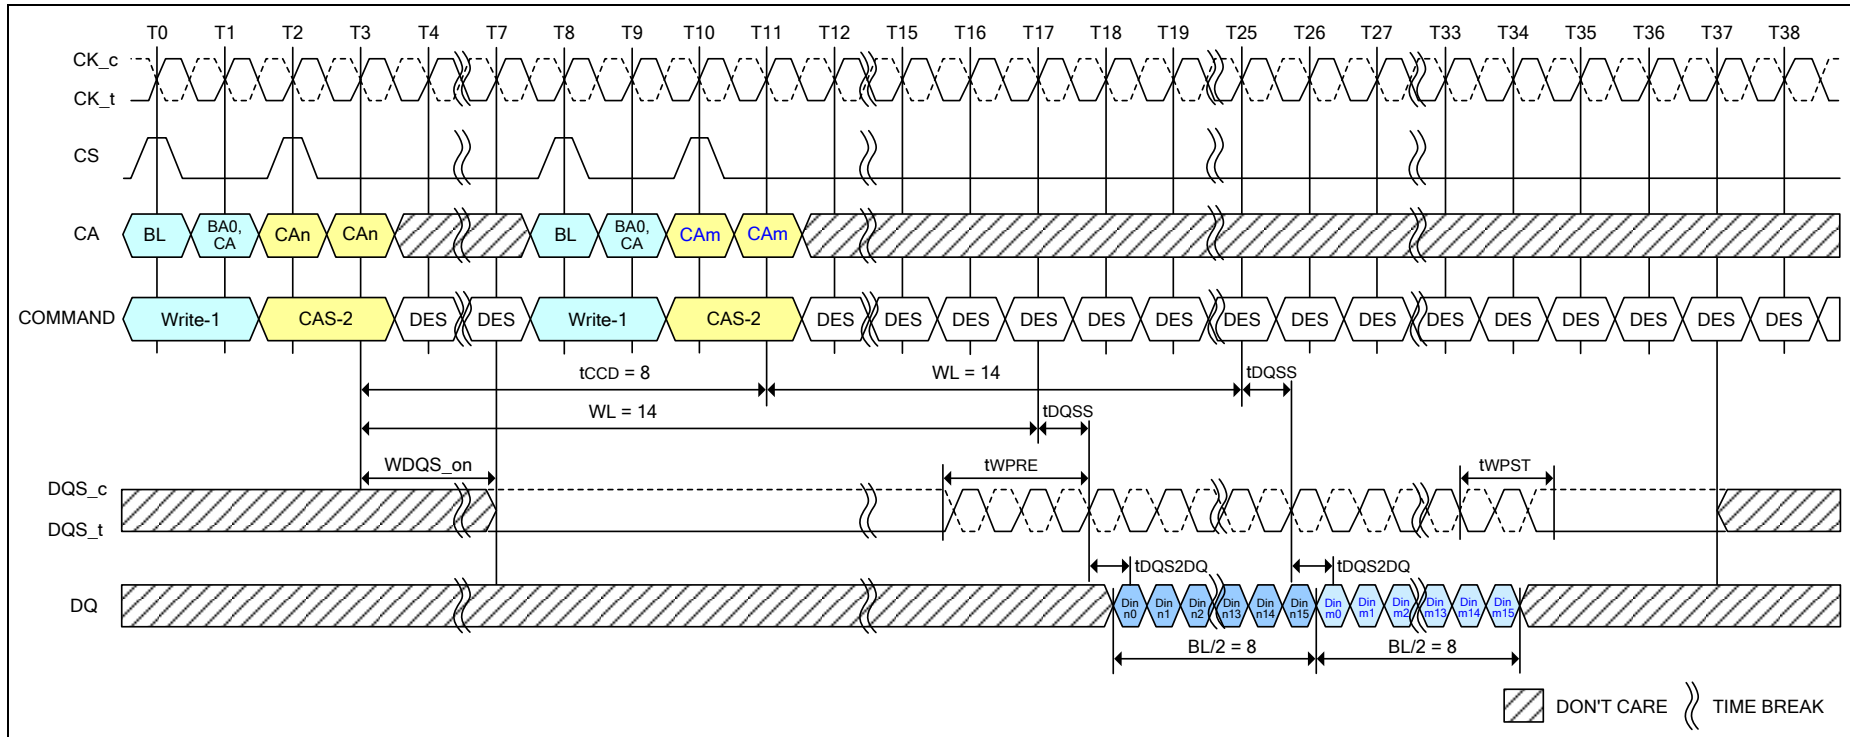 T0 T1 T2 T3 T4 T7 T8 T9 T10 T11 T12 T15 T16 T17 T18 T19 T25 T26 T27 T33 T34 T35 T36 T37 T38
CK_c
CK_t
CS
CA BL BA0, CA CAn CAn BL BA0, CA CAm CAm
COMMAND Write-1 CAS-2 DES DES Write-1 CAS-2 DES DES DES DES DES DES DES DES DES DES DES DES DES DES DES
tCCD = 8 WL = 14 tDQSS
WL = 14 tDQSS
WDQS_on tWPRE tWPST
DQS_c
DQS_t
tDQS2DQ tDQS2DQ
DQ Din n0 Din n1 Din n2 Din n13 Din n14 Din n15 Din m0 Din m1 Din m2 Din m13 Din m14 Din m15
BL/2 = 8 BL/2 = 8
DON'T CARE TIME BREAK